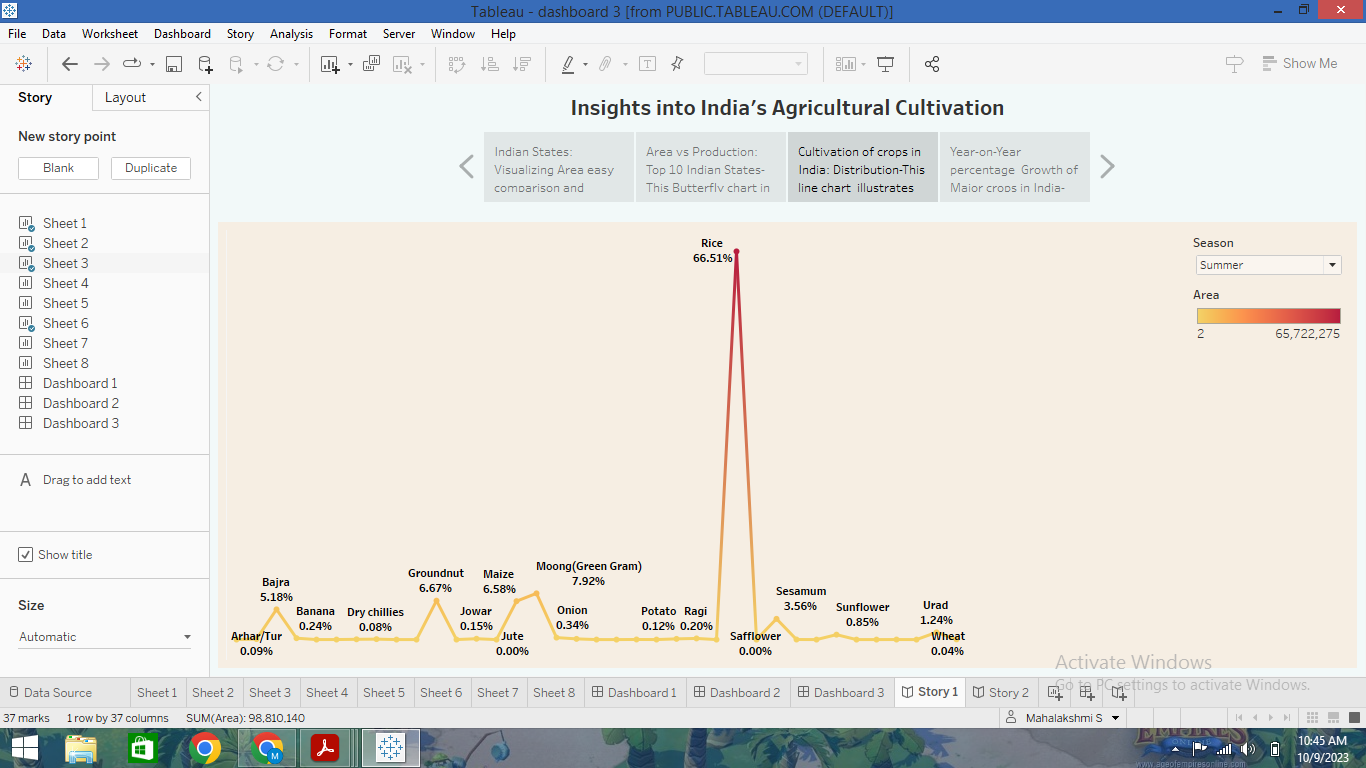 Tableau - dashboard 3 [from PUBLIC.TABLEAU.COM (DEFAULT)]
File Data Worksheet Dashboard Story Analysis Format Server Window Help
Show Me
Story Layout
New story point
Blank Duplicate
Sheet 1
Sheet 2
Sheet 3
Sheet 4
Sheet 5
Sheet 6
Sheet 7
Sheet 8
Dashboard 1
Dashboard 2
Dashboard 3
A Drag to add text
Show title
Size
Automatic
Insights into India's Agricultural Cultivation
Indian States:
Visualizing Area easy
comparison and
Area vs Production:
Top 10 Indian States-
This Butterfly chart in
Cultivation of crops in
India: Distribution-This
line chart illustrates
Year-on-Year
percentage Growth of
Major crops in India-
Rice
66.51%
Season
Summer
Area
2 65,722,275
Arhar/Tur
0.09%
Bajra
5.18%
Banana
0.24%
Dry chillies
0.08%
Groundnut
6.67%
Jowar
0.15%
Maize
6.58%
Jute
0.00%
Moong(Green Gram)
7.92%
Onion
0.34%
Potato
0.12%
Ragi
0.20%
Safflower
0.00%
Sesamum
3.56%
Sunflower
0.85%
Urad
1.24%
Wheat
0.04%
Activate Windows
Go to PC settings to activate Windows.
Data Source Sheet 1 Sheet 2 Sheet 3 Sheet 4 Sheet 5 Sheet 6 Sheet 7 Sheet 8 Dashboard 1 Dashboard 2 Dashboard 3 Story 1 Story 2
37 marks 1 row by 37 columns SUM(Area): 98,810,140 Mahalakshmi S
M
EMPIRES
www.ageofempiresonline.com
10:45 AM
10/9/2023